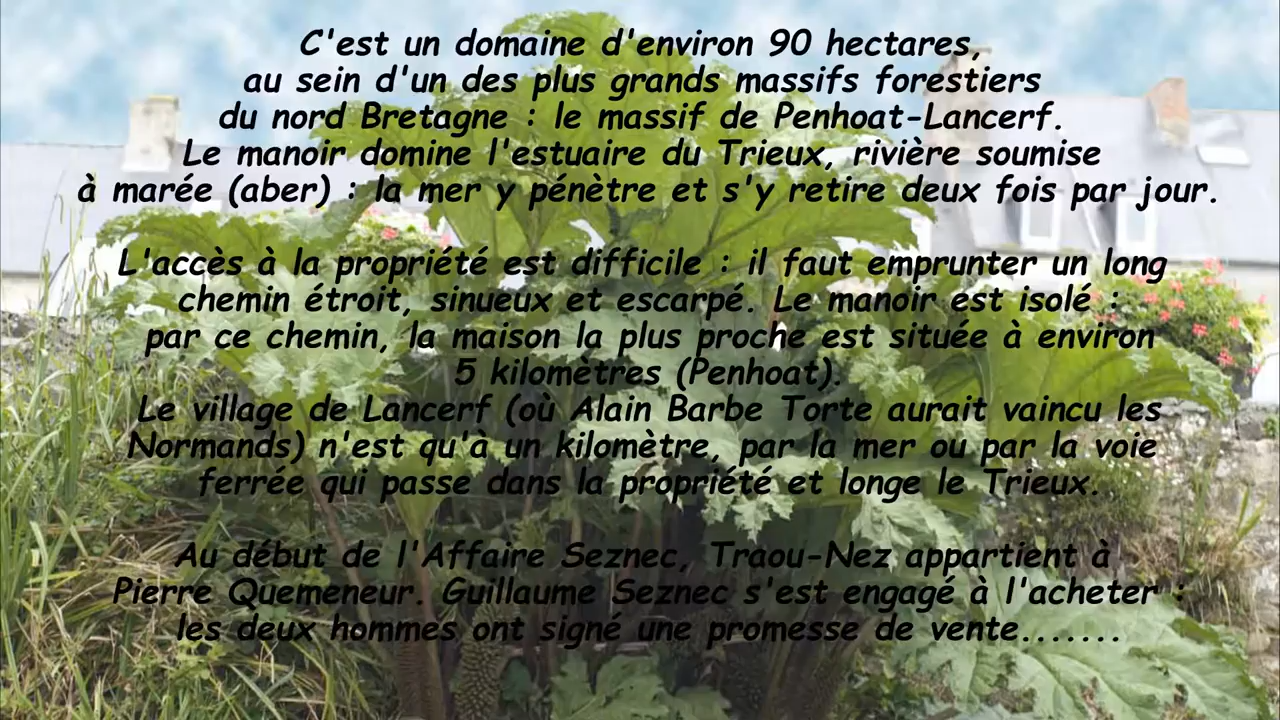 C'est un domaine d'environ 90 hectares,
au sein d'un des plus grands massifs forestiers
du nord Bretagne : le massif de Penhoat-Lancerf.
Le manoir domine l'estuaire du Trieux, rivière soumise
à marée (aber) : la mer y pénètre et s'y retire deux fois par jour.
L'accès à la propriété est difficile : il faut emprunter un long
chemin étroit, sinueux et escarpé. Le manoir est isolé :
par ce chemin, la maison la plus proche est située à environ
5 kilomètres (Penhoat).
Le village de Lancerf (où Alain Barbe Torte aurait vaincu les
Normands) n'est qu'à un kilomètre, par la mer ou par la voie
ferrée qui passe dans la propriété et longe le Trieux.
Au début de l'Affaire Seznec, Traou-Nez appartient à
Pierre Quemeneur. Guillaume Seznec s'est engagé à l'acheter :
les deux hommes ont signé une promesse de vente.......